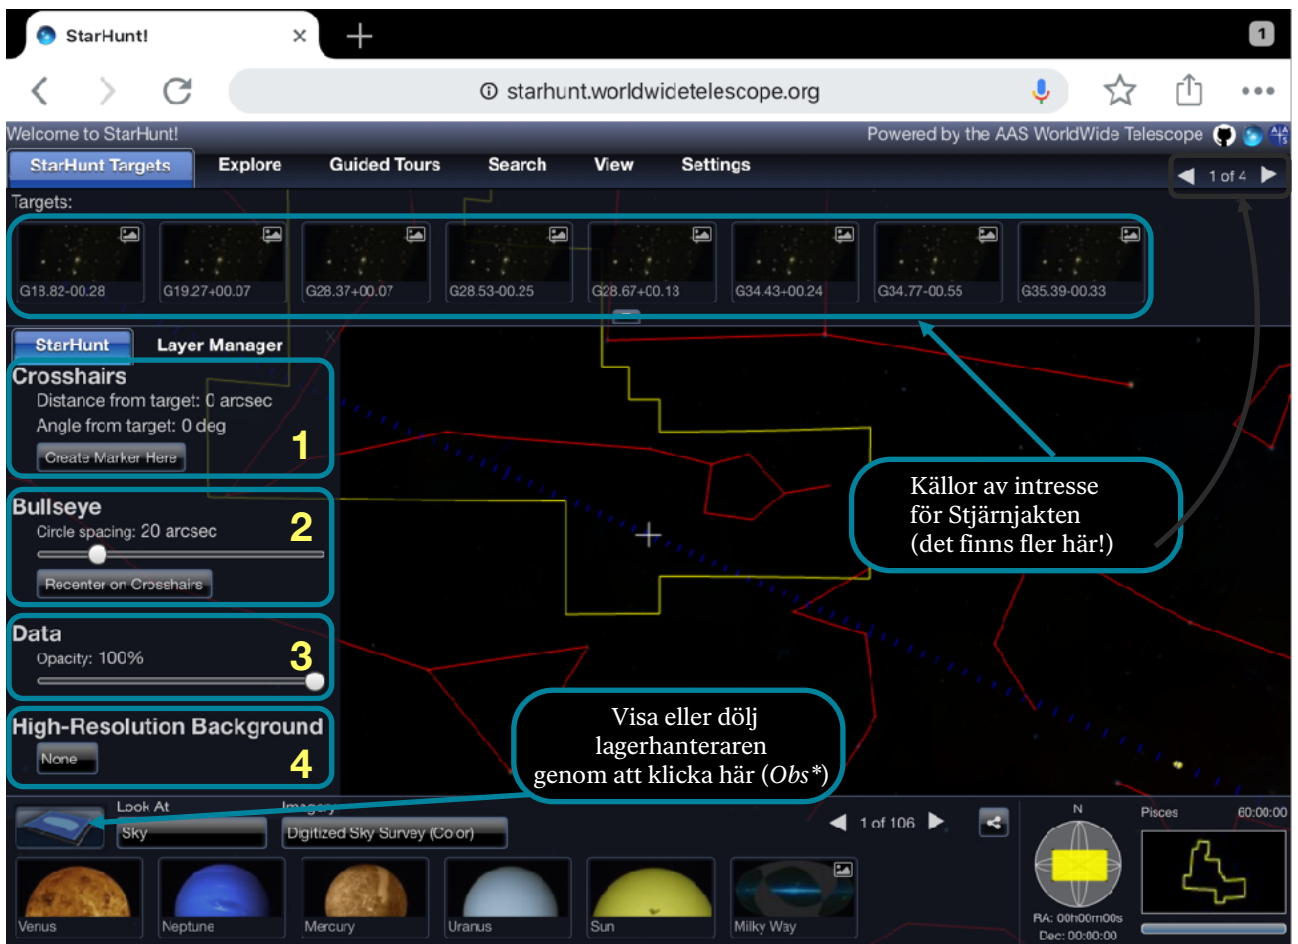 StarHunt!
1
starhunt.worldwidetelescope.org
Welcome to StarHunt!
Powered by the AAS WorldWide Telescope
StarHunt Targets Explore Guided Tours Search View Settings
1 of 4
Targets:
G18.82-00.28 G19.27+00.07 G28.37+00.07 G28.53-00.25 G28.67+00.13 G34.43+00.24 G34.77-00.55 G35.39-00.33
StarHunt Layer Manager X
Crosshairs
Distance from target: 0 arcsec
Angle from target: 0 deg
Create Marker Here
1
Källor av intresse
för Stjärnjakten
(det finns fler här!)
Bullseye
Circle spacing: 20 arcsec
2
Recenter on Crosshairs
Data
Opacity: 100%
3
High-Resolution Background
None
4
Visa eller dölj
lagerhanteraren
genom att klicka här (Obs*)
Look At
Sky
Imagery
Digitized Sky Survey (Color)
1 of 106
Venus Neptune Mercury Uranus Sun Milky Way
N
RA: 00h00m00s
Dec: 00:00:00
Pisces 60:00:00